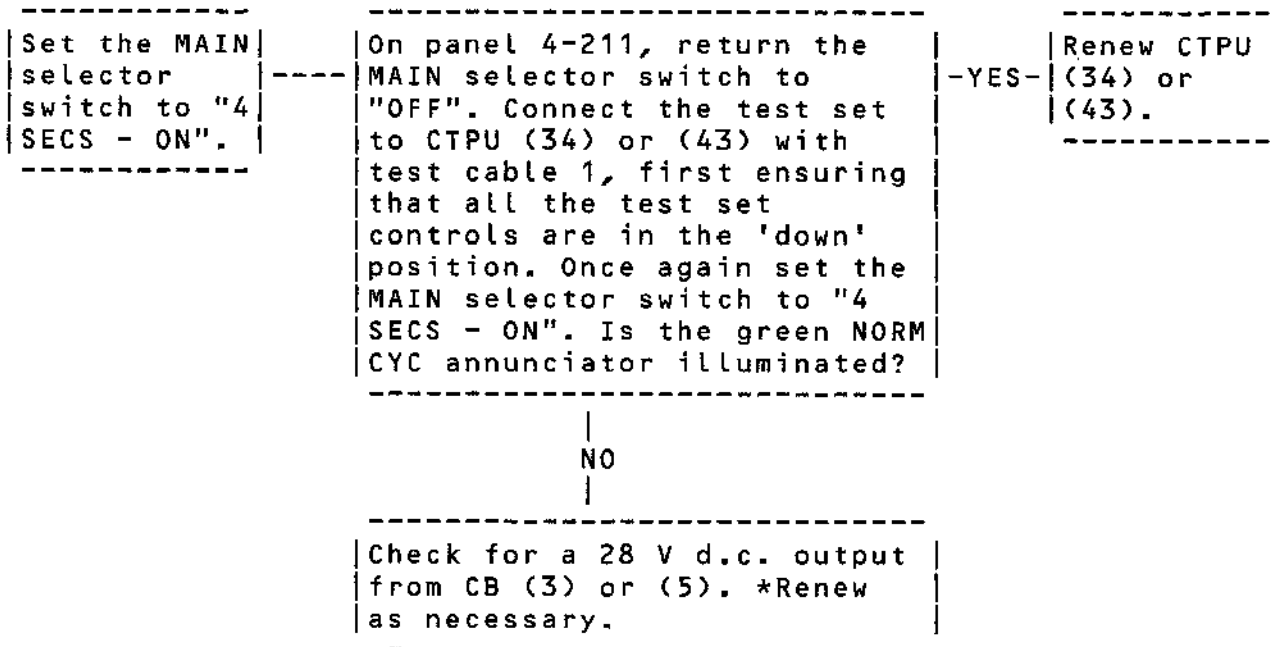 Set the MAIN
selector
switch to "4
SECS - ON".
On panel 4-211, return the
MAIN selector switch to
"OFF". Connect the test set
to CTPU (34) or (43) with
test cable 1, first ensuring
that all the test set
controls are in the 'down'
position. Once again set the
MAIN selector switch to "4
SECS - ON". Is the green NORM
CYC annunciator illuminated?
-YES-
Renew CTPU
(34) or
(43).
NO
Check for a 28 V d.c. output
from CB (3) or (5). *Renew
as necessary.